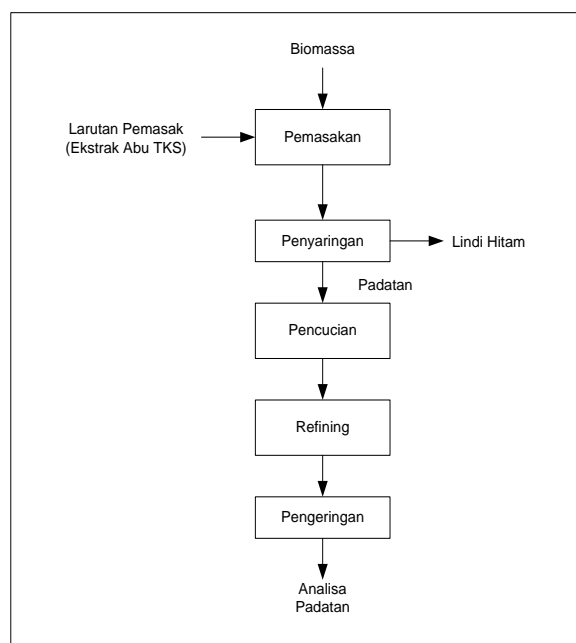 Biomassa
Larutan Pemasak
(Ekstrak Abu TKS)
Pemasakan
Penyaringan
Lindi Hitam
Padatan
Pencucian
Refining
Pengeringan
Analisa
Padatan